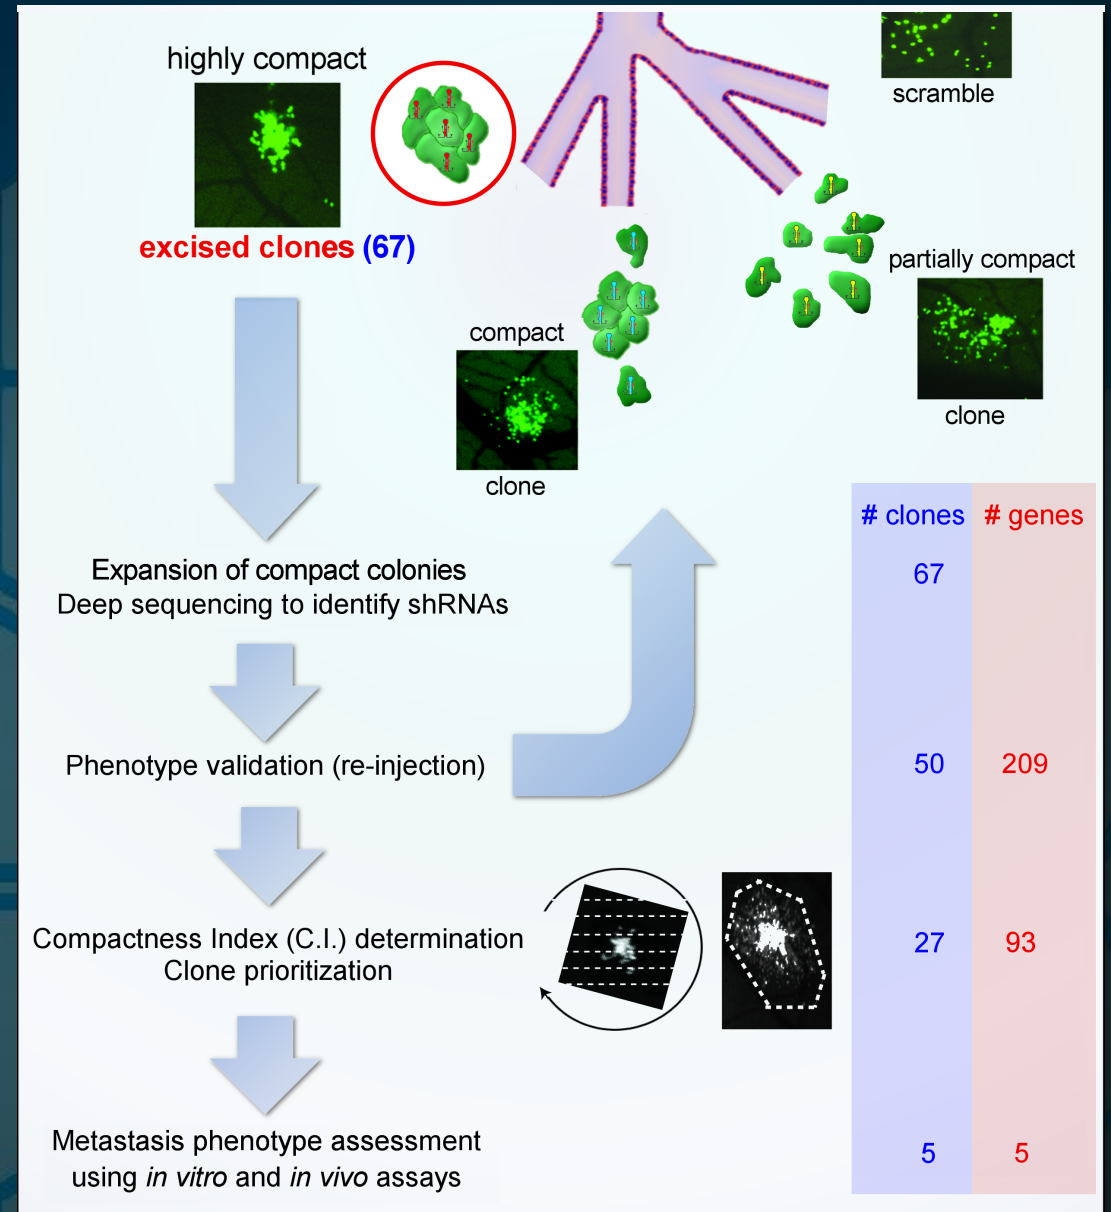 highly compact
excised clones (67)
scramble
partially compact
clone
compact
clone
# clones # genes
67
Expansion of compact colonies
Deep sequencing to identify shRNAs
Phenotype validation (re-injection)
50 209
Compactness Index (C.I.) determination
Clone prioritization
27 93
Metastasis phenotype assessment
using in vitro and in vivo assays
5 5